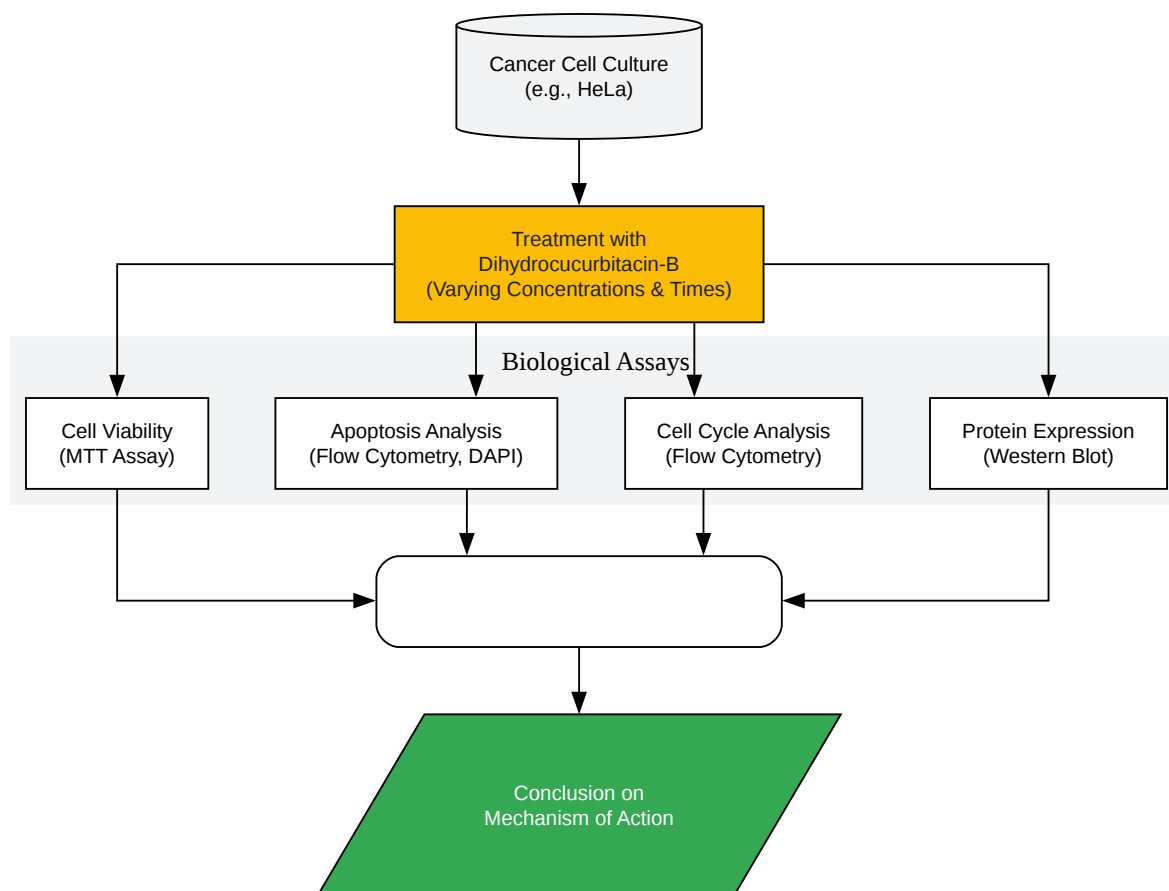 Cancer Cell Culture
(e.g., HeLa)
Treatment with
Dihydrocucurbitacin-B
(Varying Concentrations & Times)
Biological Assays
Cell Viability
(MTT Assay)
Apoptosis Analysis
(Flow Cytometry, DAPI)
Cell Cycle Analysis
(Flow Cytometry)
Protein Expression
(Western Blot)
Conclusion on
Mechanism of Action